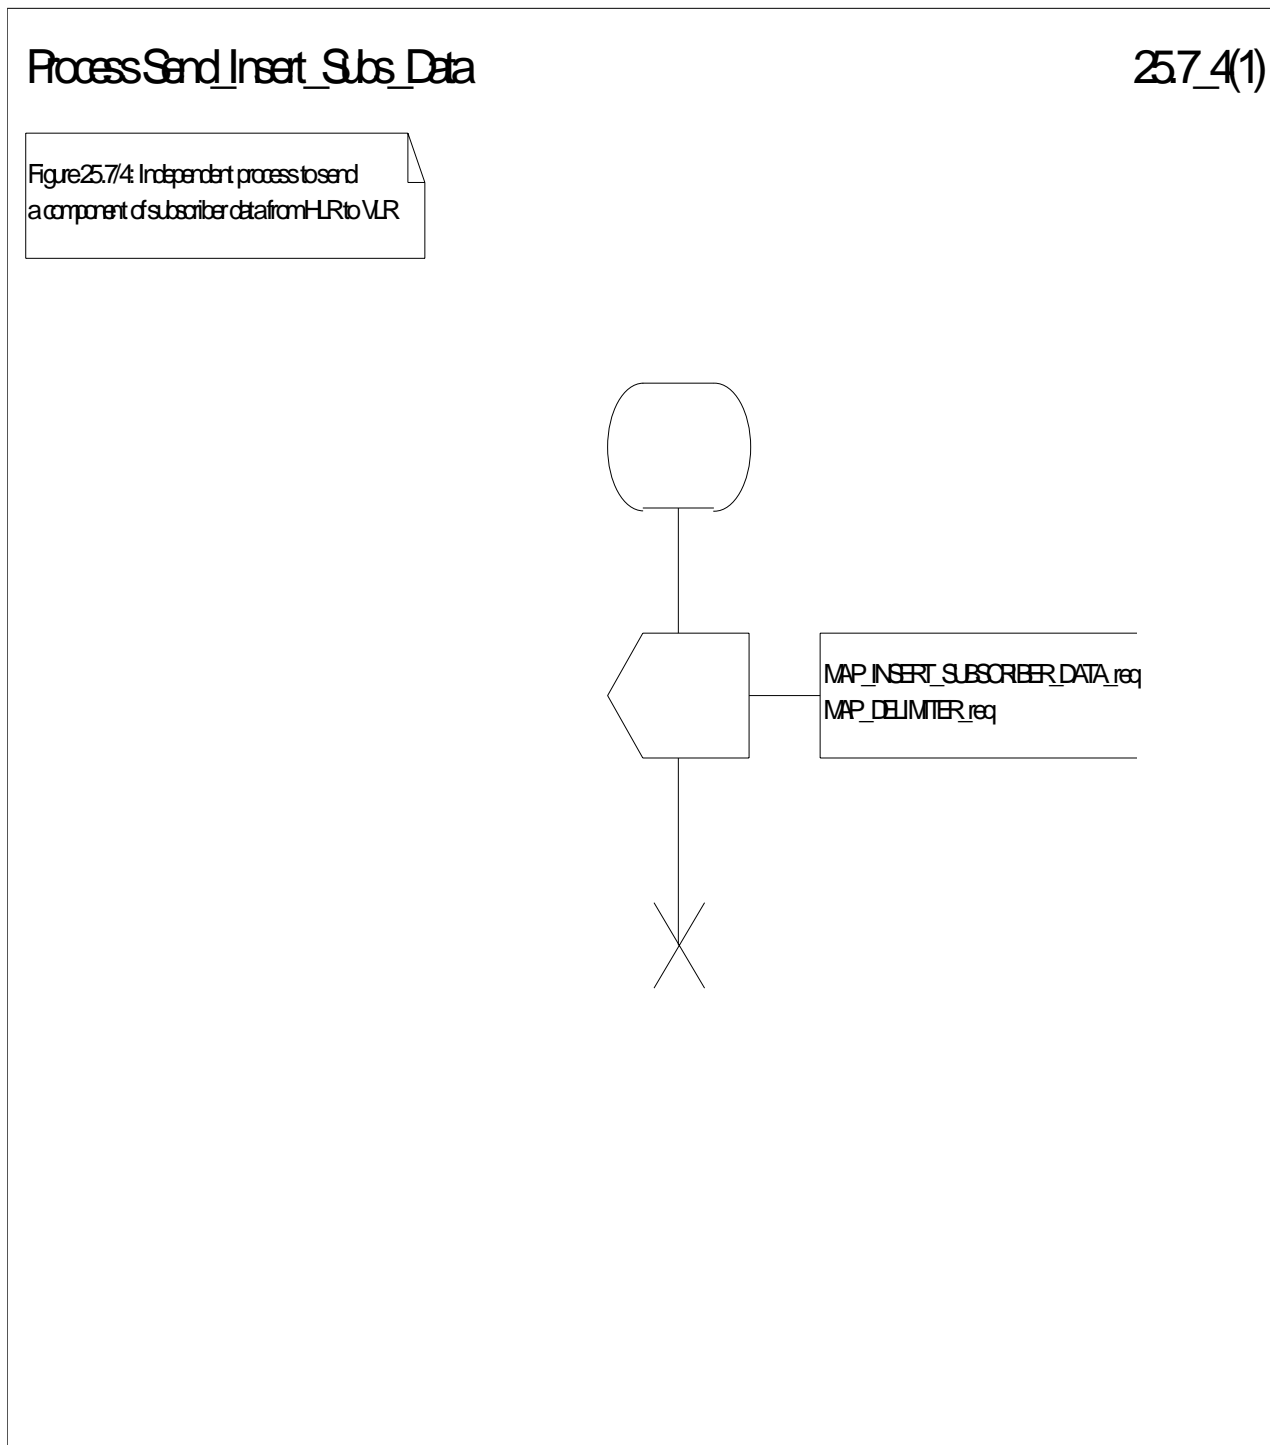 Process Send_Insert_Subs_Data
25.7_4(1)
Figure 25.7/4: Independent process to send
a component of subscriber data from HLR to VLR
MAP_INSERT_SUBSCRIBER_DATA_req
MAP_DELIMITER_req